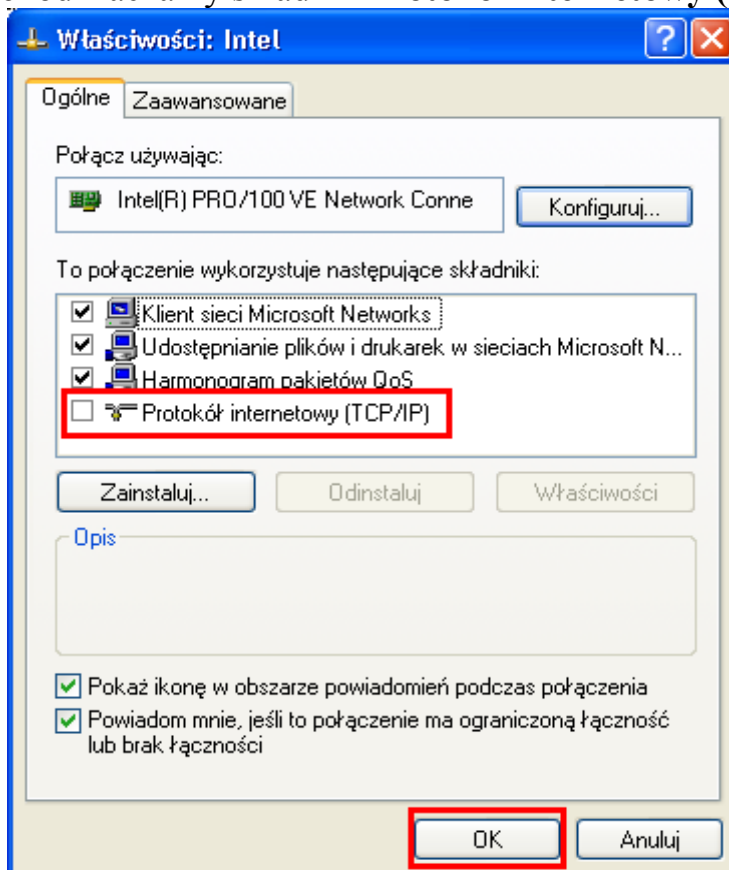 Właściwości: Intel
Ogólne
Zaawansowane
Połącz używając:
Intel(R) PRO/100 VE Network Conne
Konfiguruj...
To połączenie wykorzystuje następujące składniki:
Klient sieci Microsoft Networks
Udostępnianie plików i drukarek w sieciach Microsoft N...
Harmonogram pakietów QoS
Protokół internetowy (TCP/IP)
Zainstaluj...
Odinstaluj
Właściwości
Opis
Pokaż ikonę w obszarze powiadomień podczas połączenia
Powiadom mnie, jeśli to połączenie ma ograniczoną łączność
lub brak łączności
OK
Anuluj